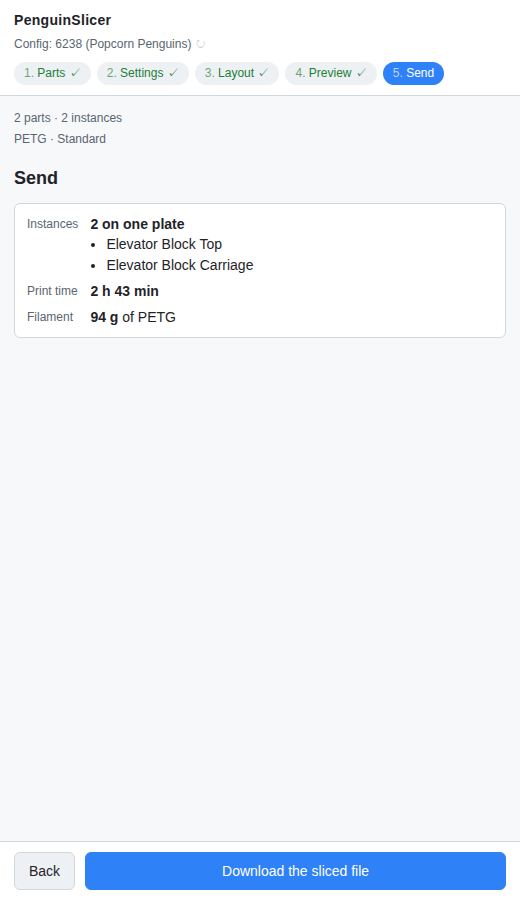 PenguinSlicer
Config: 6238 (Popcorn Penguins) ↻
1. Parts ✓ 2. Settings ✓ 3. Layout ✓ 4. Preview ✓ 5. Send
2 parts · 2 instances
PETG · Standard
Send
Instances 2 on one plate
• Elevator Block Top
• Elevator Block Carriage
Print time 2 h 43 min
Filament 94 g of PETG
Back Download the sliced file